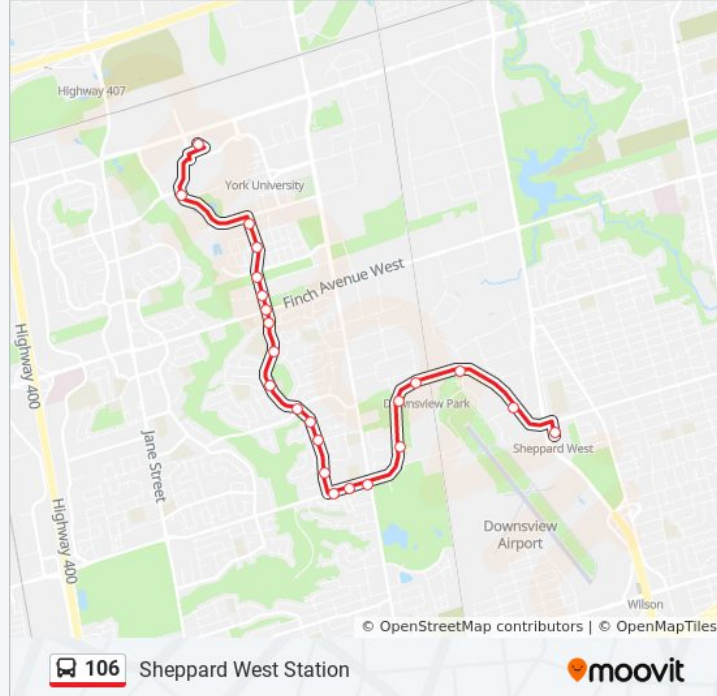 Highway 407
York University
Finch Avenue West
Highway 400
Jane Street
Downsview Park
Sheppard West
Highway 400
Downsview
Airport
Wilson
© OpenStreetMap contributors | © OpenMapTiles
106 Sheppard West Station
moovit